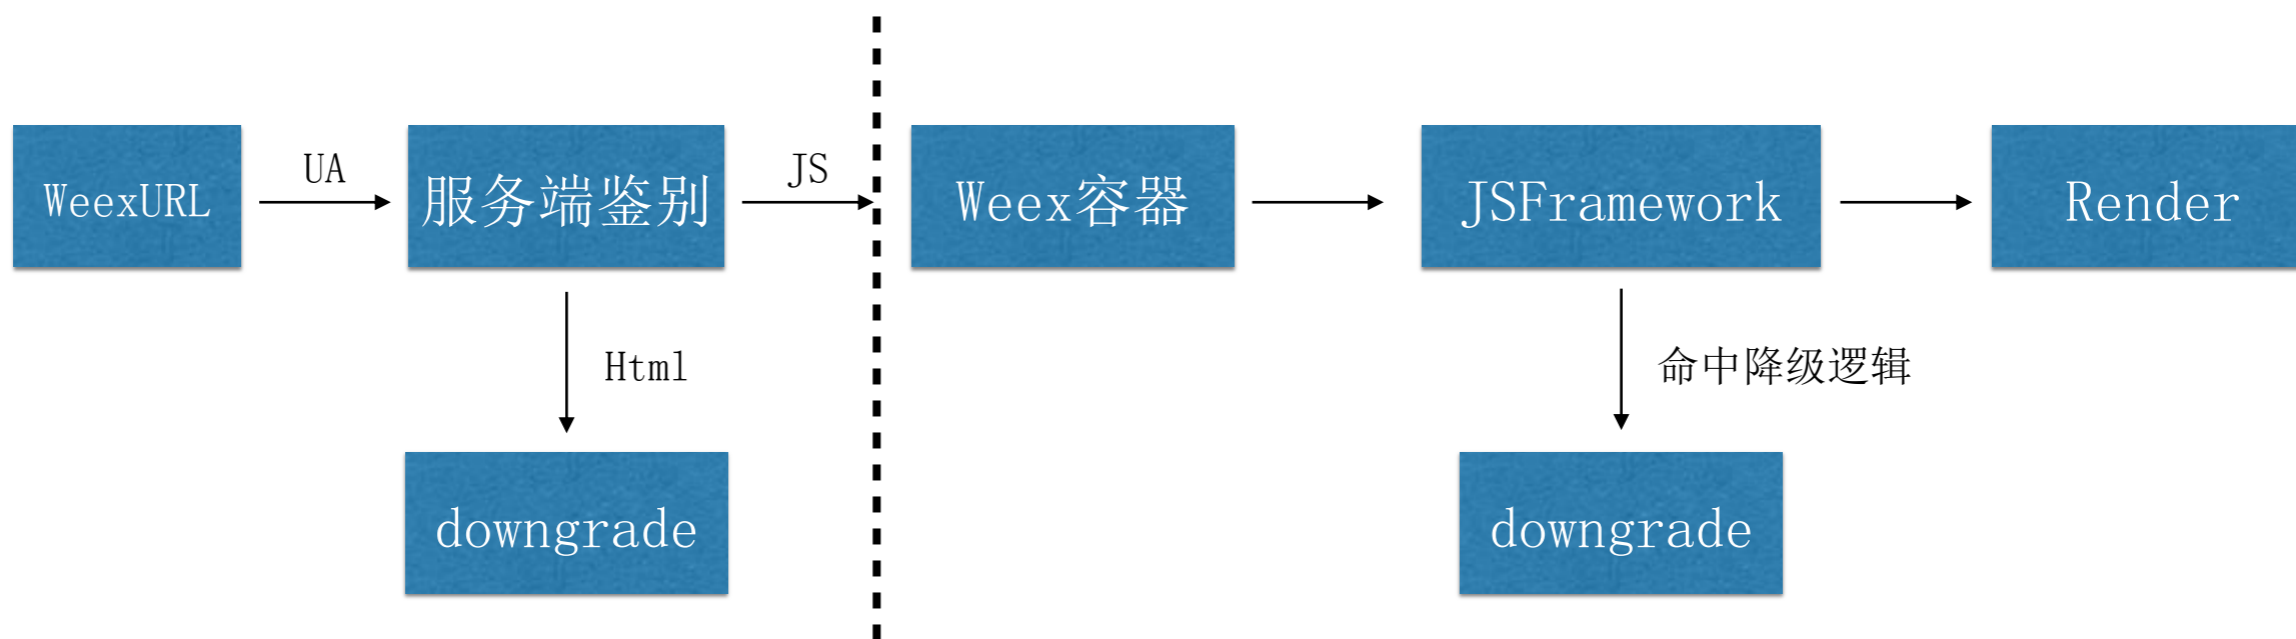 WeexURL
UA
服务端鉴别
JS
Weex容器
JSFramework
Render
Html
命中降级逻辑
downgrade
downgrade